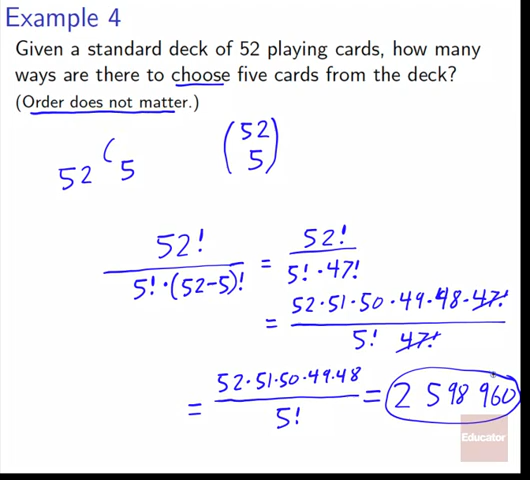 Example 4
Given a standard deck of 52 playing cards, how many
ways are there to choose five cards from the deck?
(Order does not matter.)
52 C 5 (52 5)
52! / 5!·(52-5)! = 52! / 5!·47!
= 52·51·50·49·48·47! / 5! 47!
= 52·51·50·49·48 / 5! = 2 598 960
Educator